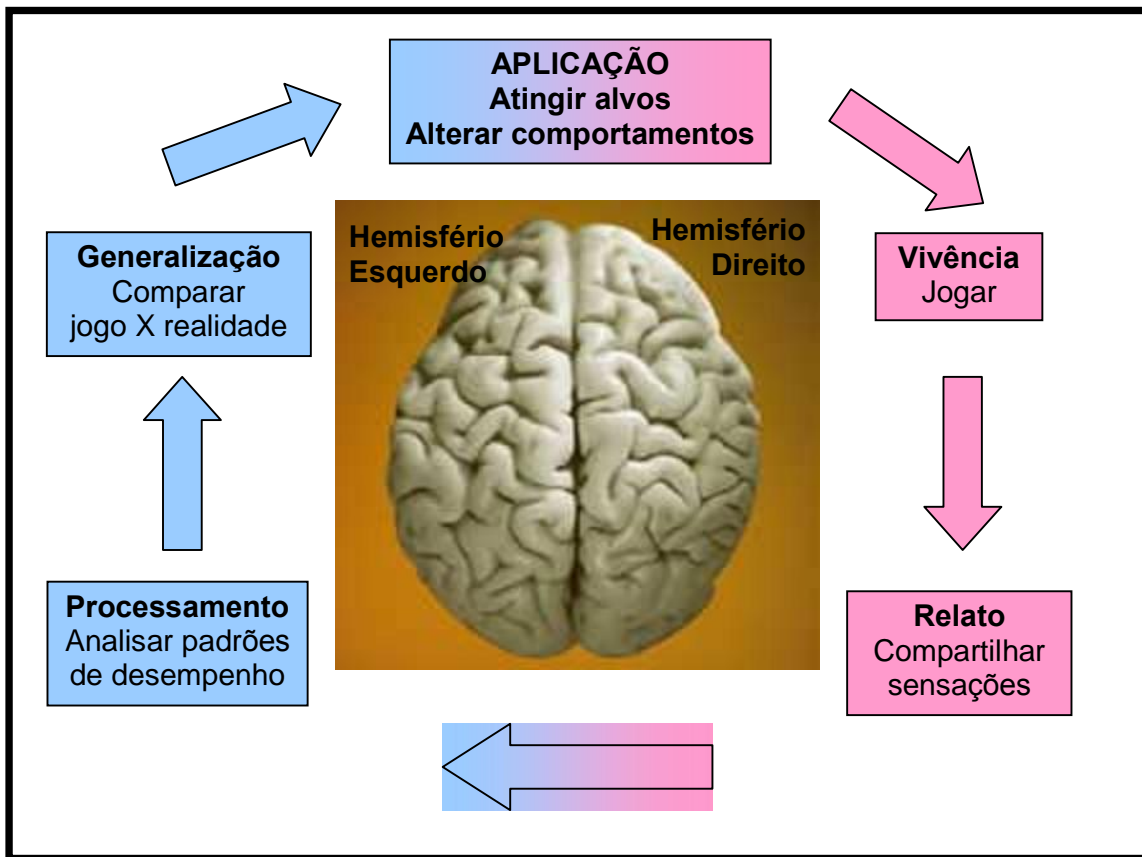 APLICAÇÃO
Atingir alvos
Alterar comportamentos
Hemisfério
Esquerdo
Hemisfério
Direito
Generalização
Comparar
jogo X realidade
Vivência
Jogar
Processamento
Analisar padrões
de desempenho
Relato
Compartilhar
sensações